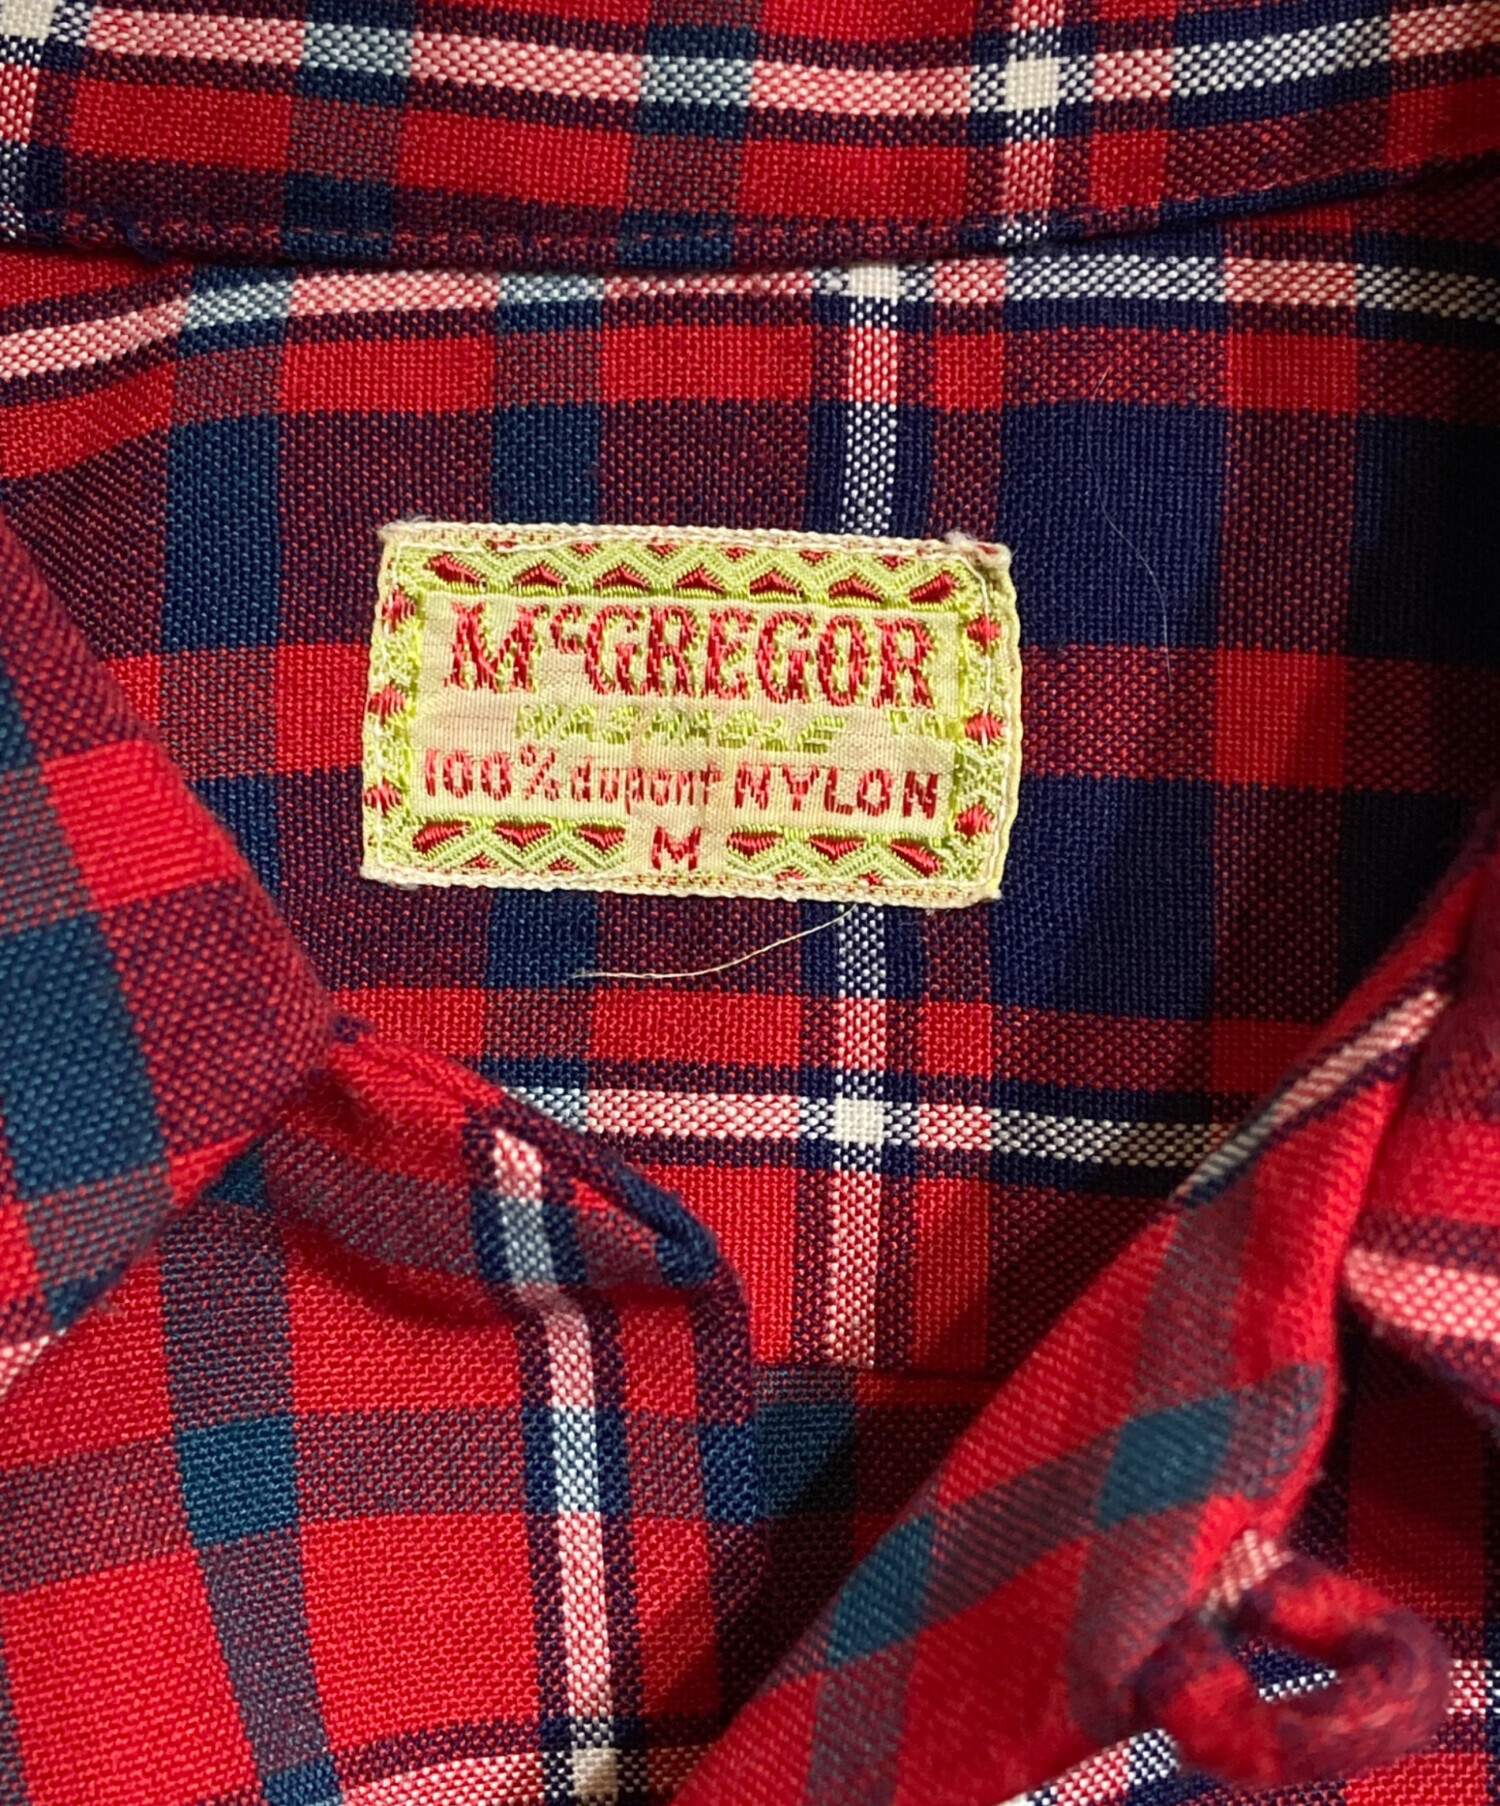 McGREGOR
WASHABLE
100% dupont NYLON
M